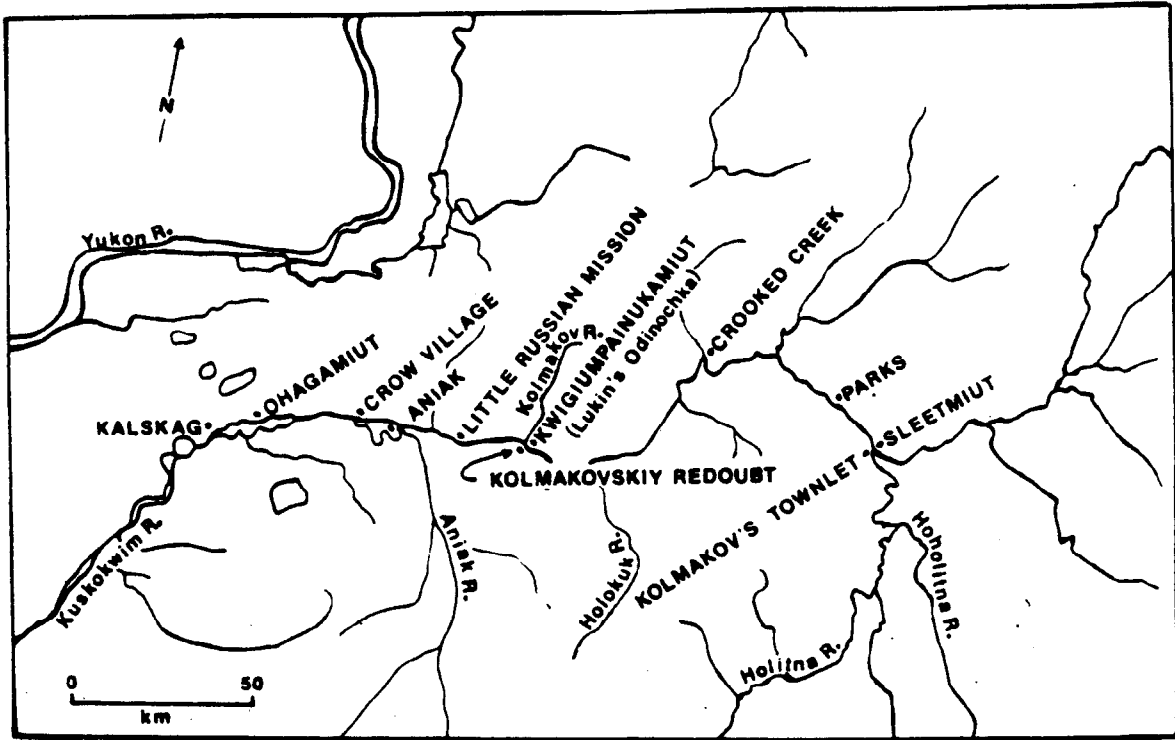 N
Yukon R.
OHAGAMIUT
CROW VILLAGE
ANIAK
LITTLE RUSSIAN MISSION
Kolmakov R.
KWIGIUMPAINUKAMIUT
(Lukin's Odinochka)
CROOKED CREEK
PARKS
SLEETMIUT
KALSKAG
KOLMAKOVSKIY REDOUBT
KOLMAKOV'S TOWNLET
Kuskokwim R.
Aniak R.
Holokuk R.
Hoholitna R.
Holitna R.
0 50
km